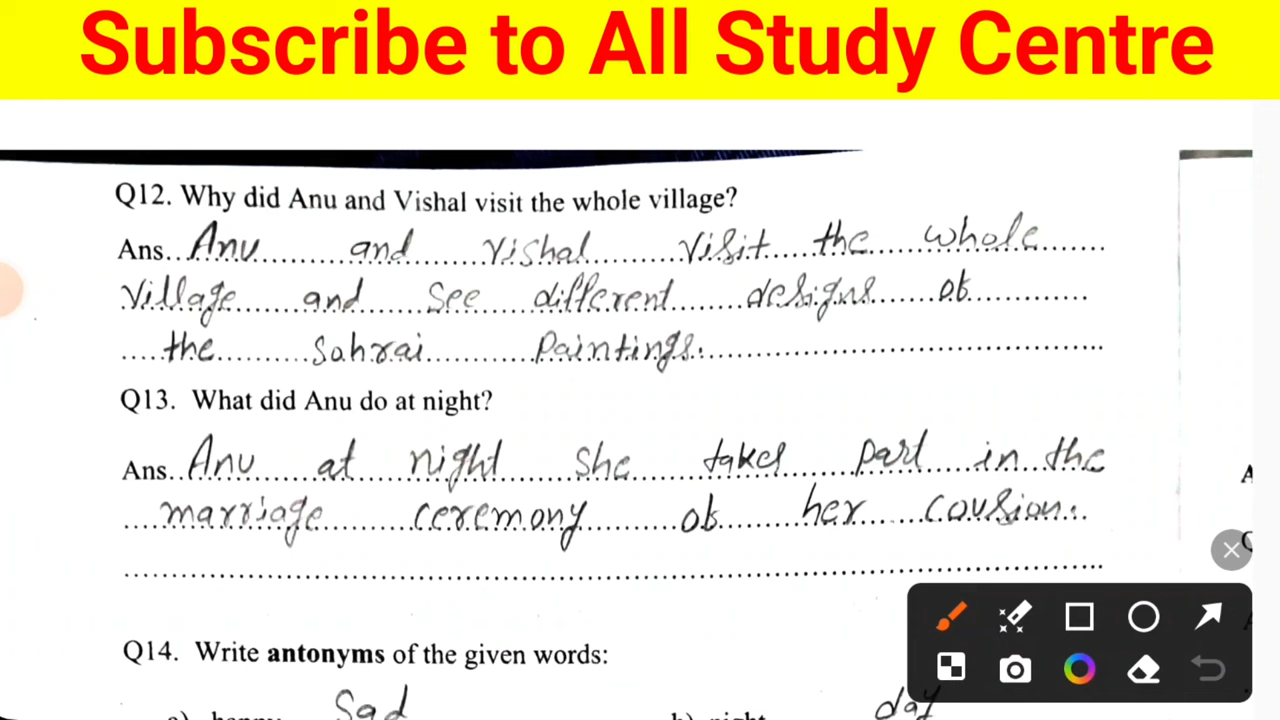 Subscribe to All Study Centre
Q12. Why did Anu and Vishal visit the whole village?
Ans.. Anu and Vishal visit the whole
village and see different designs of
the Sohrai Paintings.
Q13. What did Anu do at night?
Ans.. Anu at night she takes part in the
marriage ceremony of her cousion.
Q14. Write antonyms of the given words:
Sad day